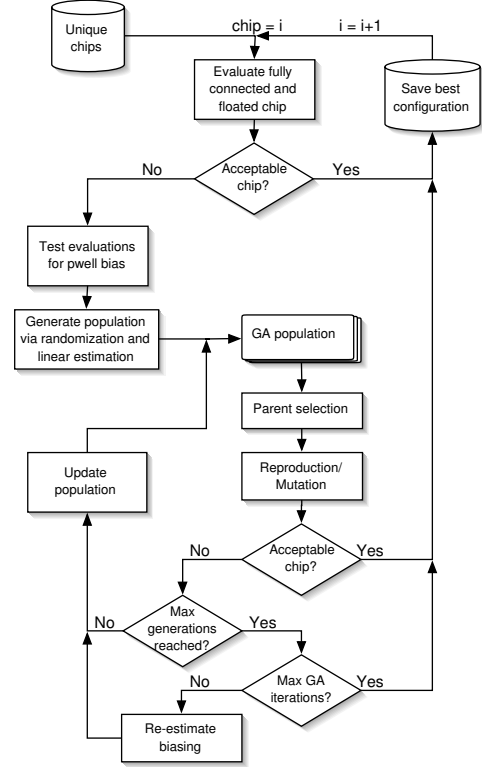 Unique
chips
chip = i
i = i+1
Evaluate fully
connected and
floated chip
Save best
configuration
Acceptable
chip?
No
Yes
Test evaluations
for pwell bias
Generate population
via randomization and
linear estimation
GA population
Parent selection
Update
population
Reproduction/
Mutation
Acceptable
chip?
No
Yes
Max
generations
reached?
No
Yes
Max GA
iterations?
No
Yes
Re-estimate
biasing